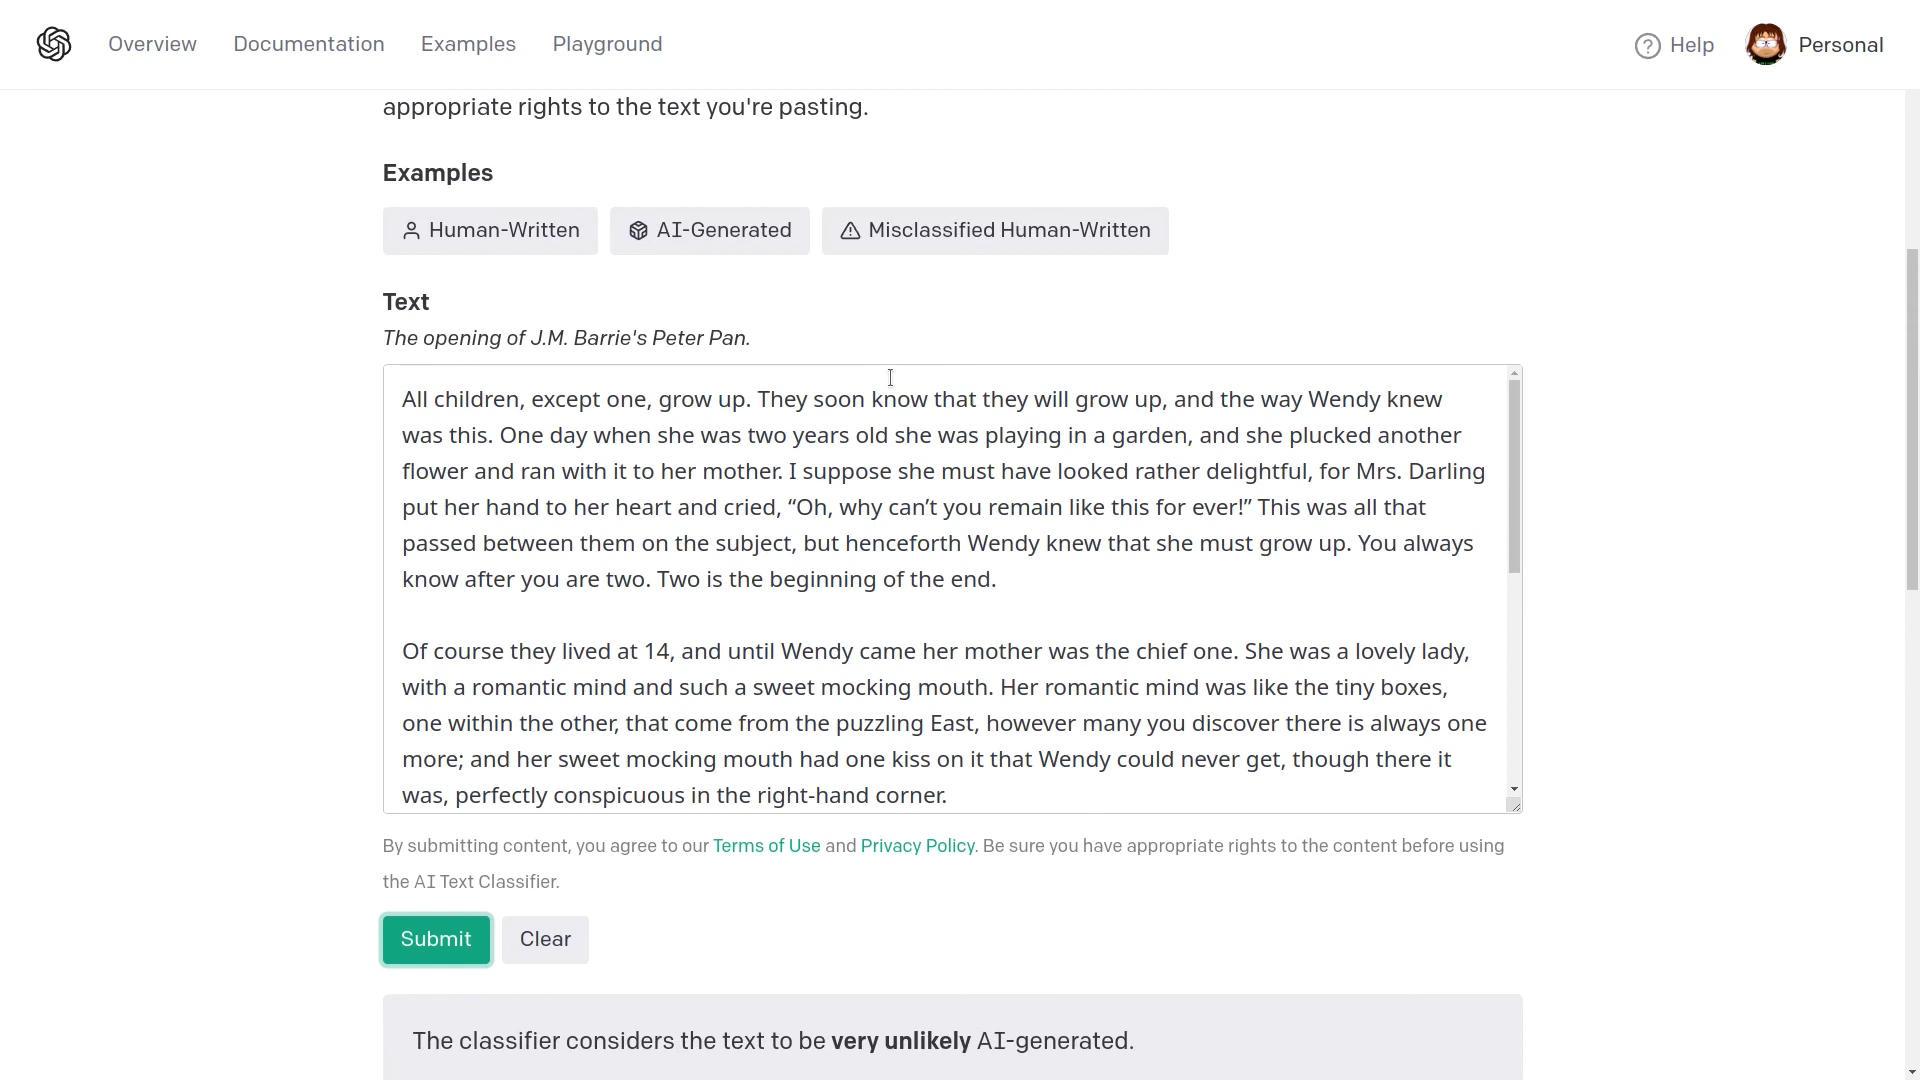 Overview Documentation Examples Playground Help Personal
appropriate rights to the text you're pasting.
Examples
Human-Written AI-Generated Misclassified Human-Written
Text
The opening of J.M. Barrie's Peter Pan.
All children, except one, grow up. They soon know that they will grow up, and the way Wendy knew
was this. One day when she was two years old she was playing in a garden, and she plucked another
flower and ran with it to her mother. I suppose she must have looked rather delightful, for Mrs. Darling
put her hand to her heart and cried, “Oh, why can’t you remain like this for ever!” This was all that
passed between them on the subject, but henceforth Wendy knew that she must grow up. You always
know after you are two. Two is the beginning of the end.
Of course they lived at 14, and until Wendy came her mother was the chief one. She was a lovely lady,
with a romantic mind and such a sweet mocking mouth. Her romantic mind was like the tiny boxes,
one within the other, that come from the puzzling East, however many you discover there is always one
more; and her sweet mocking mouth had one kiss on it that Wendy could never get, though there it
was, perfectly conspicuous in the right-hand corner.
By submitting content, you agree to our Terms of Use and Privacy Policy. Be sure you have appropriate rights to the content before using
the AI Text Classifier.
Submit Clear
The classifier considers the text to be very unlikely AI-generated.